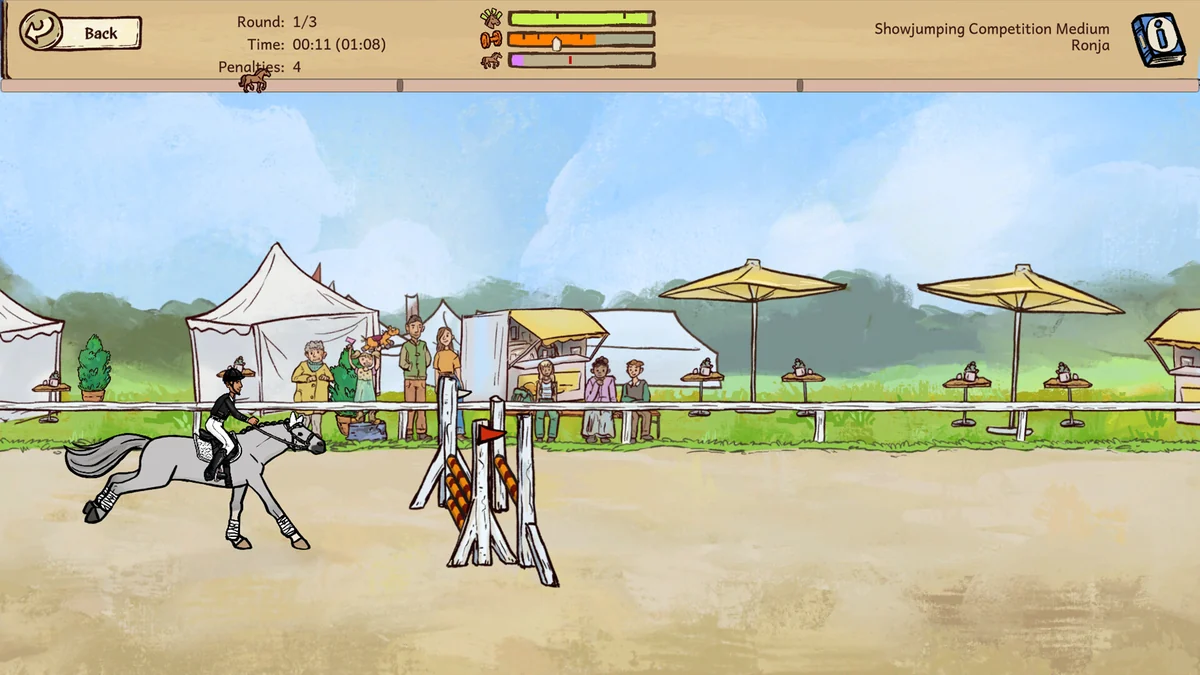 Back
Round: 1/3
Time: 00:11 (01:08)
Penalties: 4
Showjumping Competition Medium
Ronja
i